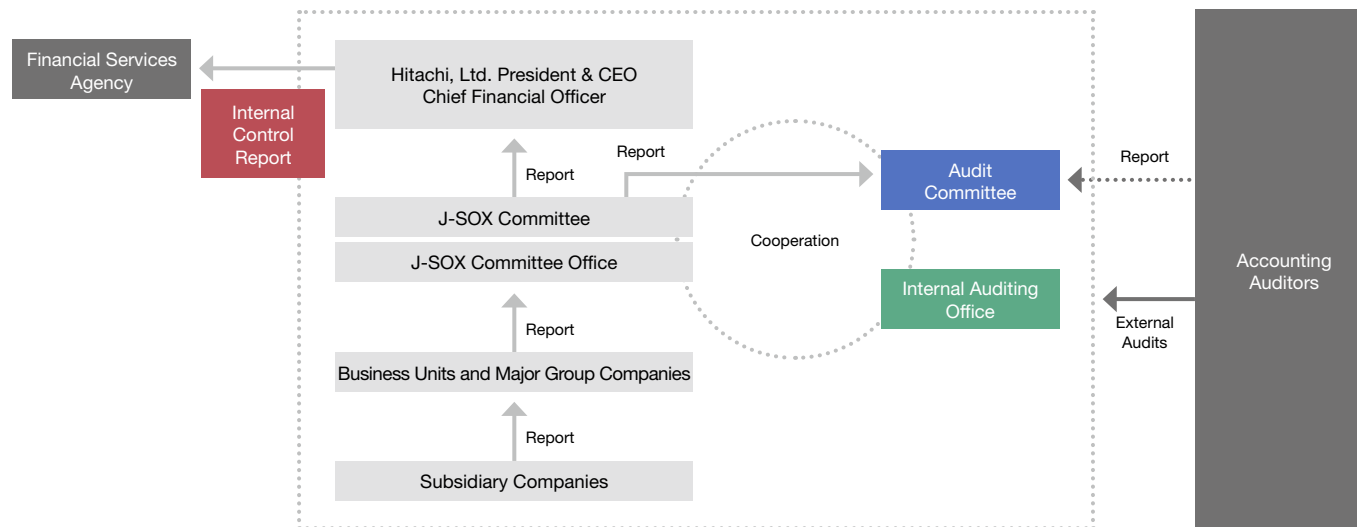 Financial Services
Agency
Internal
Control
Report
Hitachi, Ltd. President & CEO
Chief Financial Officer
Report
Report
J-SOX Committee
J-SOX Committee Office
Report
Business Units and Major Group Companies
Report
Subsidiary Companies
Cooperation
Audit
Committee
Internal Auditing
Office
Report
External
Audits
Accounting
Auditors